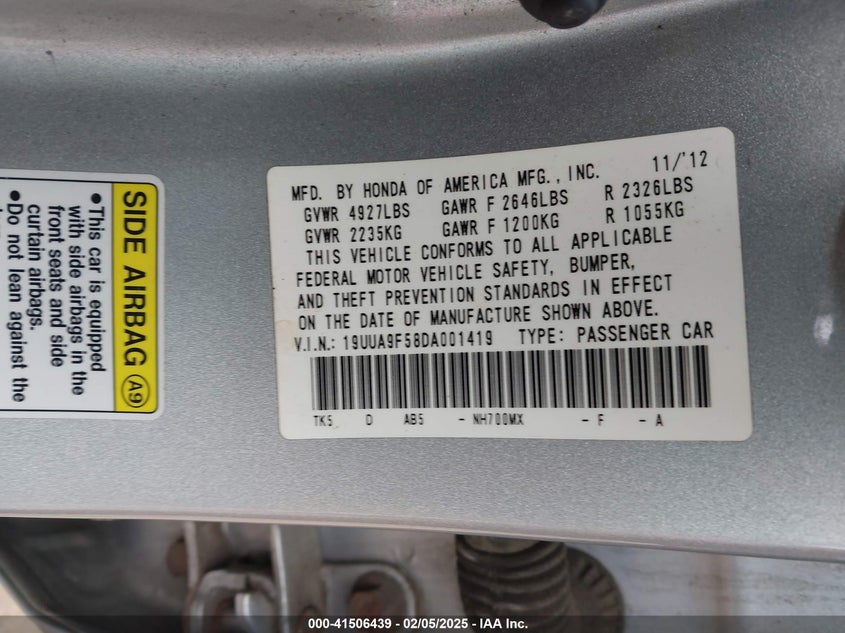 MFD. BY HONDA OF AMERICA MFG., INC. 11/'12
GVWR 4927LBS GAWR F 2646LBS R 2326LBS
GVWR 2235KG GAWR F 1200KG R 1055KG
THIS VEHICLE CONFORMS TO ALL APPLICABLE
FEDERAL MOTOR VEHICLE SAFETY, BUMPER,
AND THEFT PREVENTION STANDARDS IN EFFECT
ON THE DATE OF MANUFACTURE SHOWN ABOVE.
V.I.N.: 19UUA9F58DA001419 TYPE: PASSENGER CAR
TK5 D AB5 - NH700MX - F - A
SIDE AIRBAG A9
•This car is equipped
with side airbags in the
front seats and side
curtain airbags.
•Do not lean against the
000-41506439 - 02/05/2025 - IAA Inc.